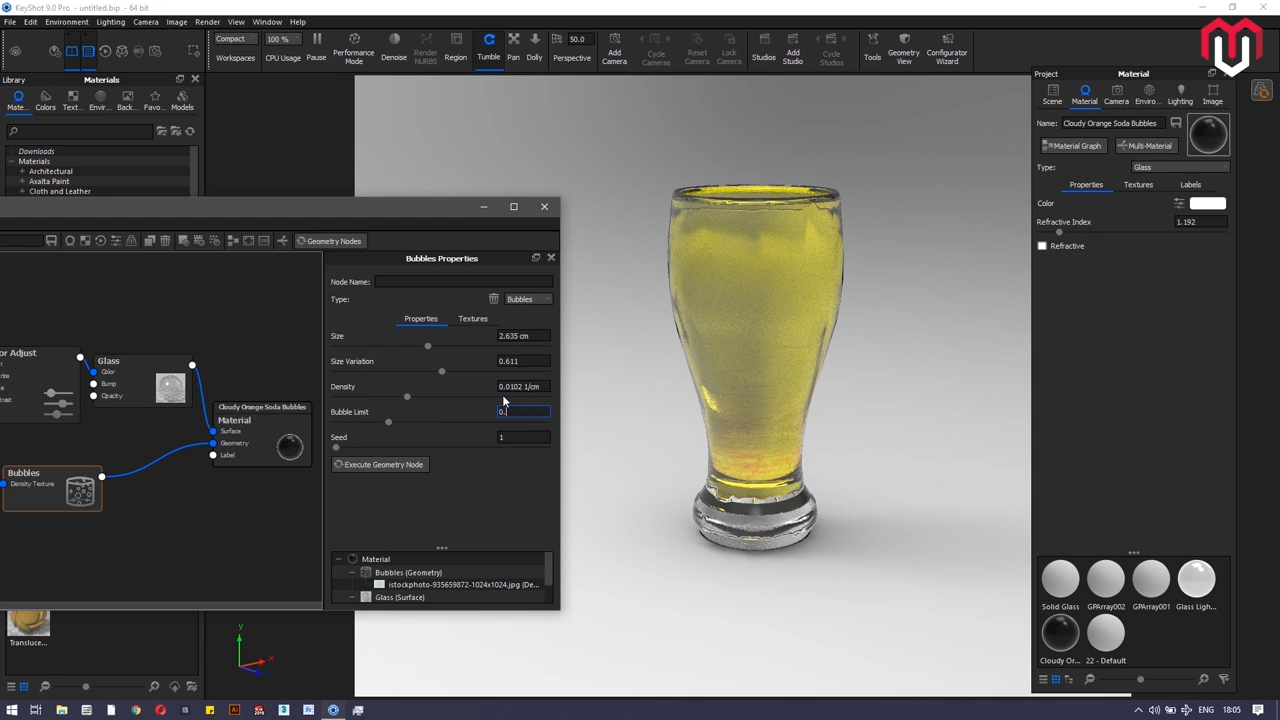 KeyShot 9.0 Pro - untitled.bip - 64 bit
File Edit Environment Lighting Camera Image Render View Window Help
Compact 100 % 50.0
Workspaces CPU Usage Pause Performance Mode Denoise Render NURBS Region Tumble Pan Dolly Perspective Add Camera Cycle Cameras Reset Camera Lock Camera Studios Add Studio Cycle Studios Tools Geometry View Configurator Wizard
Library Materials
Mate... Colors Text... Envir... Back... Favo... Models
Downloads
Materials
Architectural
Axalta Paint
Cloth and Leather
Geometry Nodes
Bubbles Properties
Node Name:
Type: Bubbles
Properties Textures
Size 2.635 cm
Size Variation 0.611
Density 0.0102 1/cm
Bubble Limit 0.
Seed 1
Execute Geometry Node
Material
Bubbles (Geometry)
istockphoto-935659872-1024x1024.jpg (De...
Glass (Surface)
or Adjust
trast
Glass
Color
Bump
Opacity
Cloudy Orange Soda Bubbles
Material
Surface
Geometry
Label
Bubbles
Density Texture
Transluce...
y
x
Project Material
Scene Material Camera Enviro... Lighting Image
Name: Cloudy Orange Soda Bubbles
Material Graph Multi-Material
Type: Glass
Properties Textures Labels
Color
Refractive Index 1.192
Refractive
Solid Glass GPArray002 GPArray001 Glass Ligh...
Cloudy Or... 22 - Default
ENG 18:05